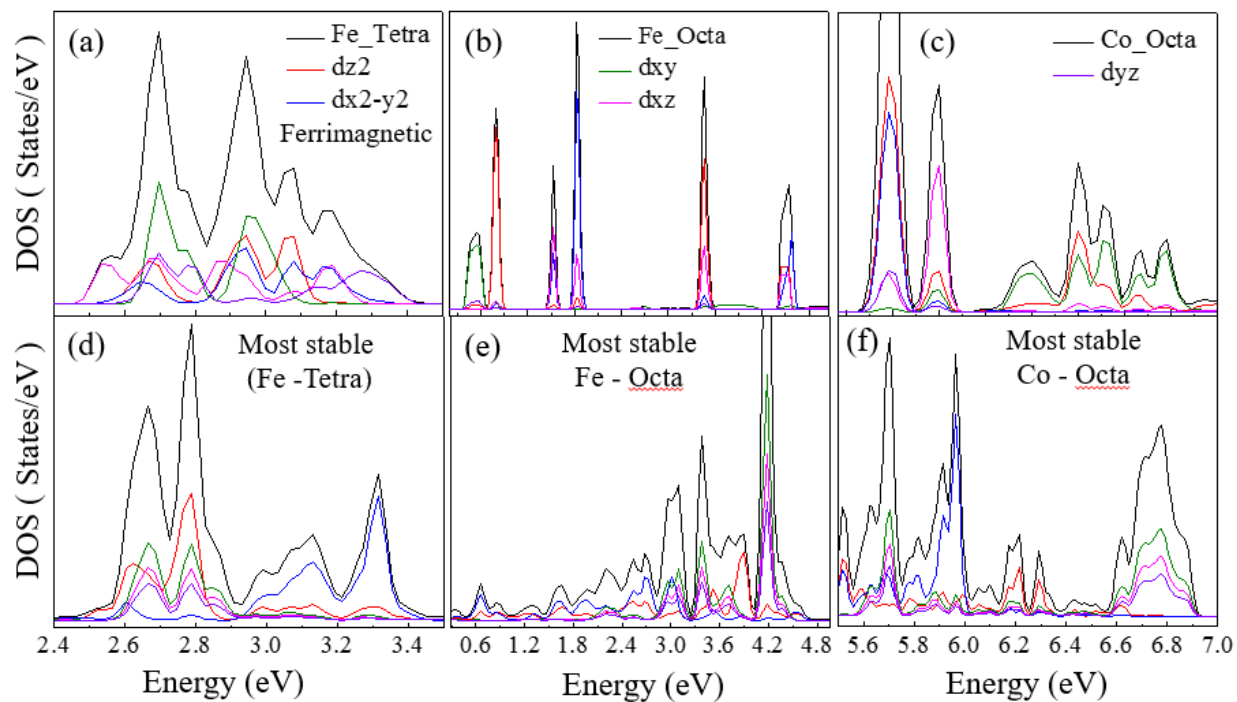 (a)
Fe_Tetra
dz2
dx2-y2
Ferrimagnetic
(b)
Fe_Octa
dxy
dxz
(c)
Co_Octa
dyz
DOS ( States/eV )
(d)
Most stable
(Fe -Tetra)
(e)
Most stable
Fe - Octa
(f)
Most stable
Co - Octa
DOS ( States/eV )
2.4 2.6 2.8 3.0 3.2 3.4
0.6 1.2 1.8 2.4 3.0 3.6 4.2 4.8
5.6 5.8 6.0 6.2 6.4 6.6 6.8 7.0
Energy (eV)
Energy (eV)
Energy (eV)